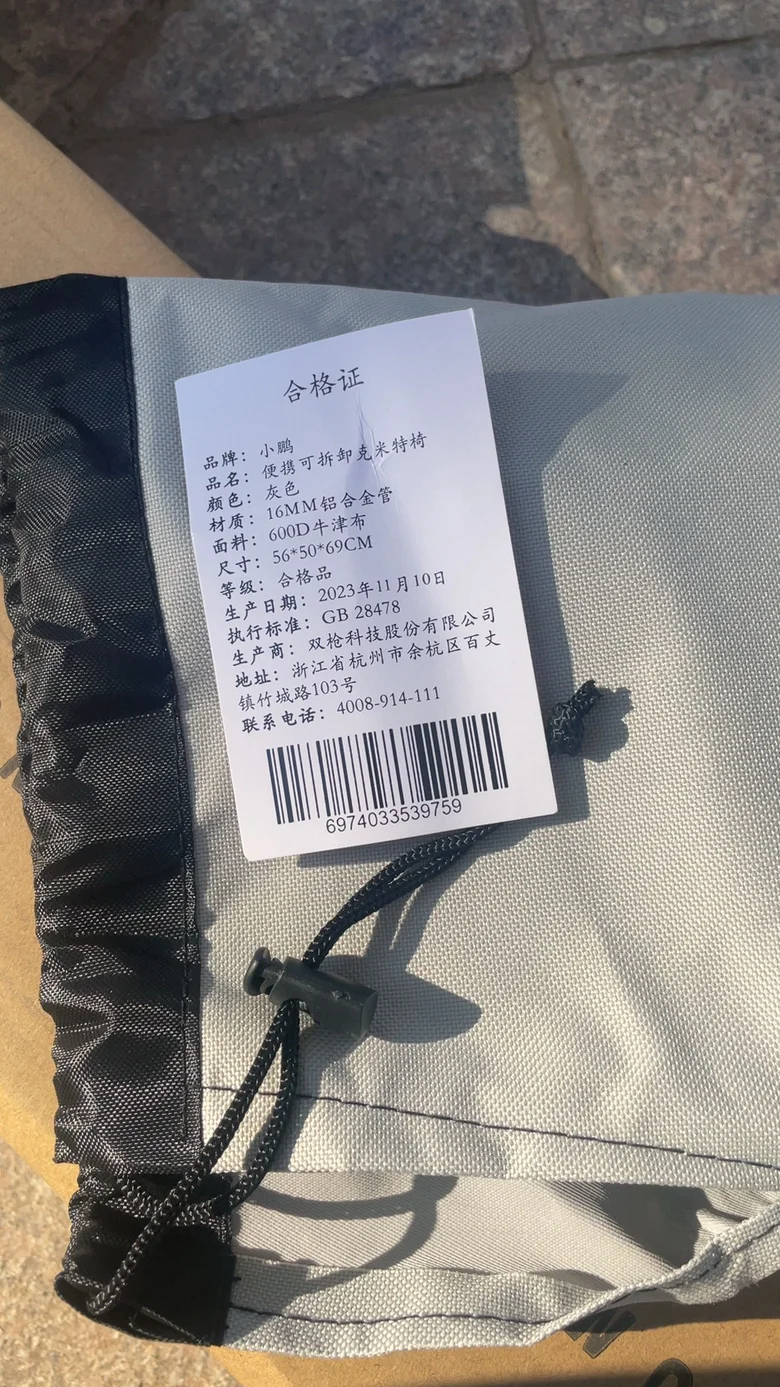 合格证
品牌：小鹏
品名：便携可拆卸克米特椅
颜色：灰色
材质：16MM铝合金管
面料：600D牛津布
尺寸：56*50*69CM
等级：合格品
生产日期：2023年11月10日
执行标准：GB 28478
生产商：双枪科技股份有限公司
地址：浙江省杭州市余杭区百丈
镇竹城路103号
联系电话：4008-914-111
6974033539759